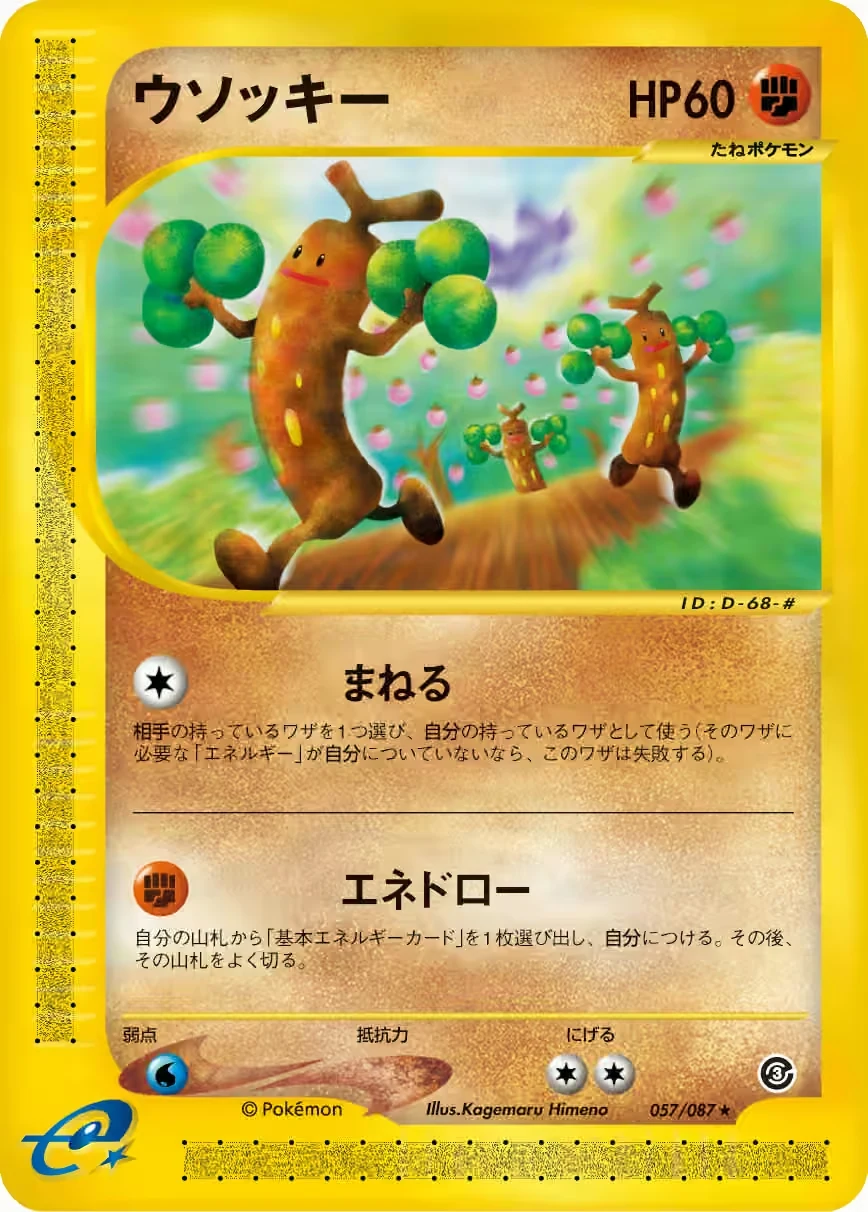 ウソッキー
HP60
たねポケモン
ID:D-68-#
まねる
相手の持っているワザを1つ選び、自分の持っているワザとして使う(そのワザに
必要な「エネルギー」が自分についていないなら、このワザは失敗する)。
エネドロー
自分の山札から「基本エネルギーカード」を1枚選び出し、自分につける。その後、
その山札をよく切る。
弱点
抵抗力
にげる
3
© Pokémon
Illus.Kagemaru Himeno
057/087★
e